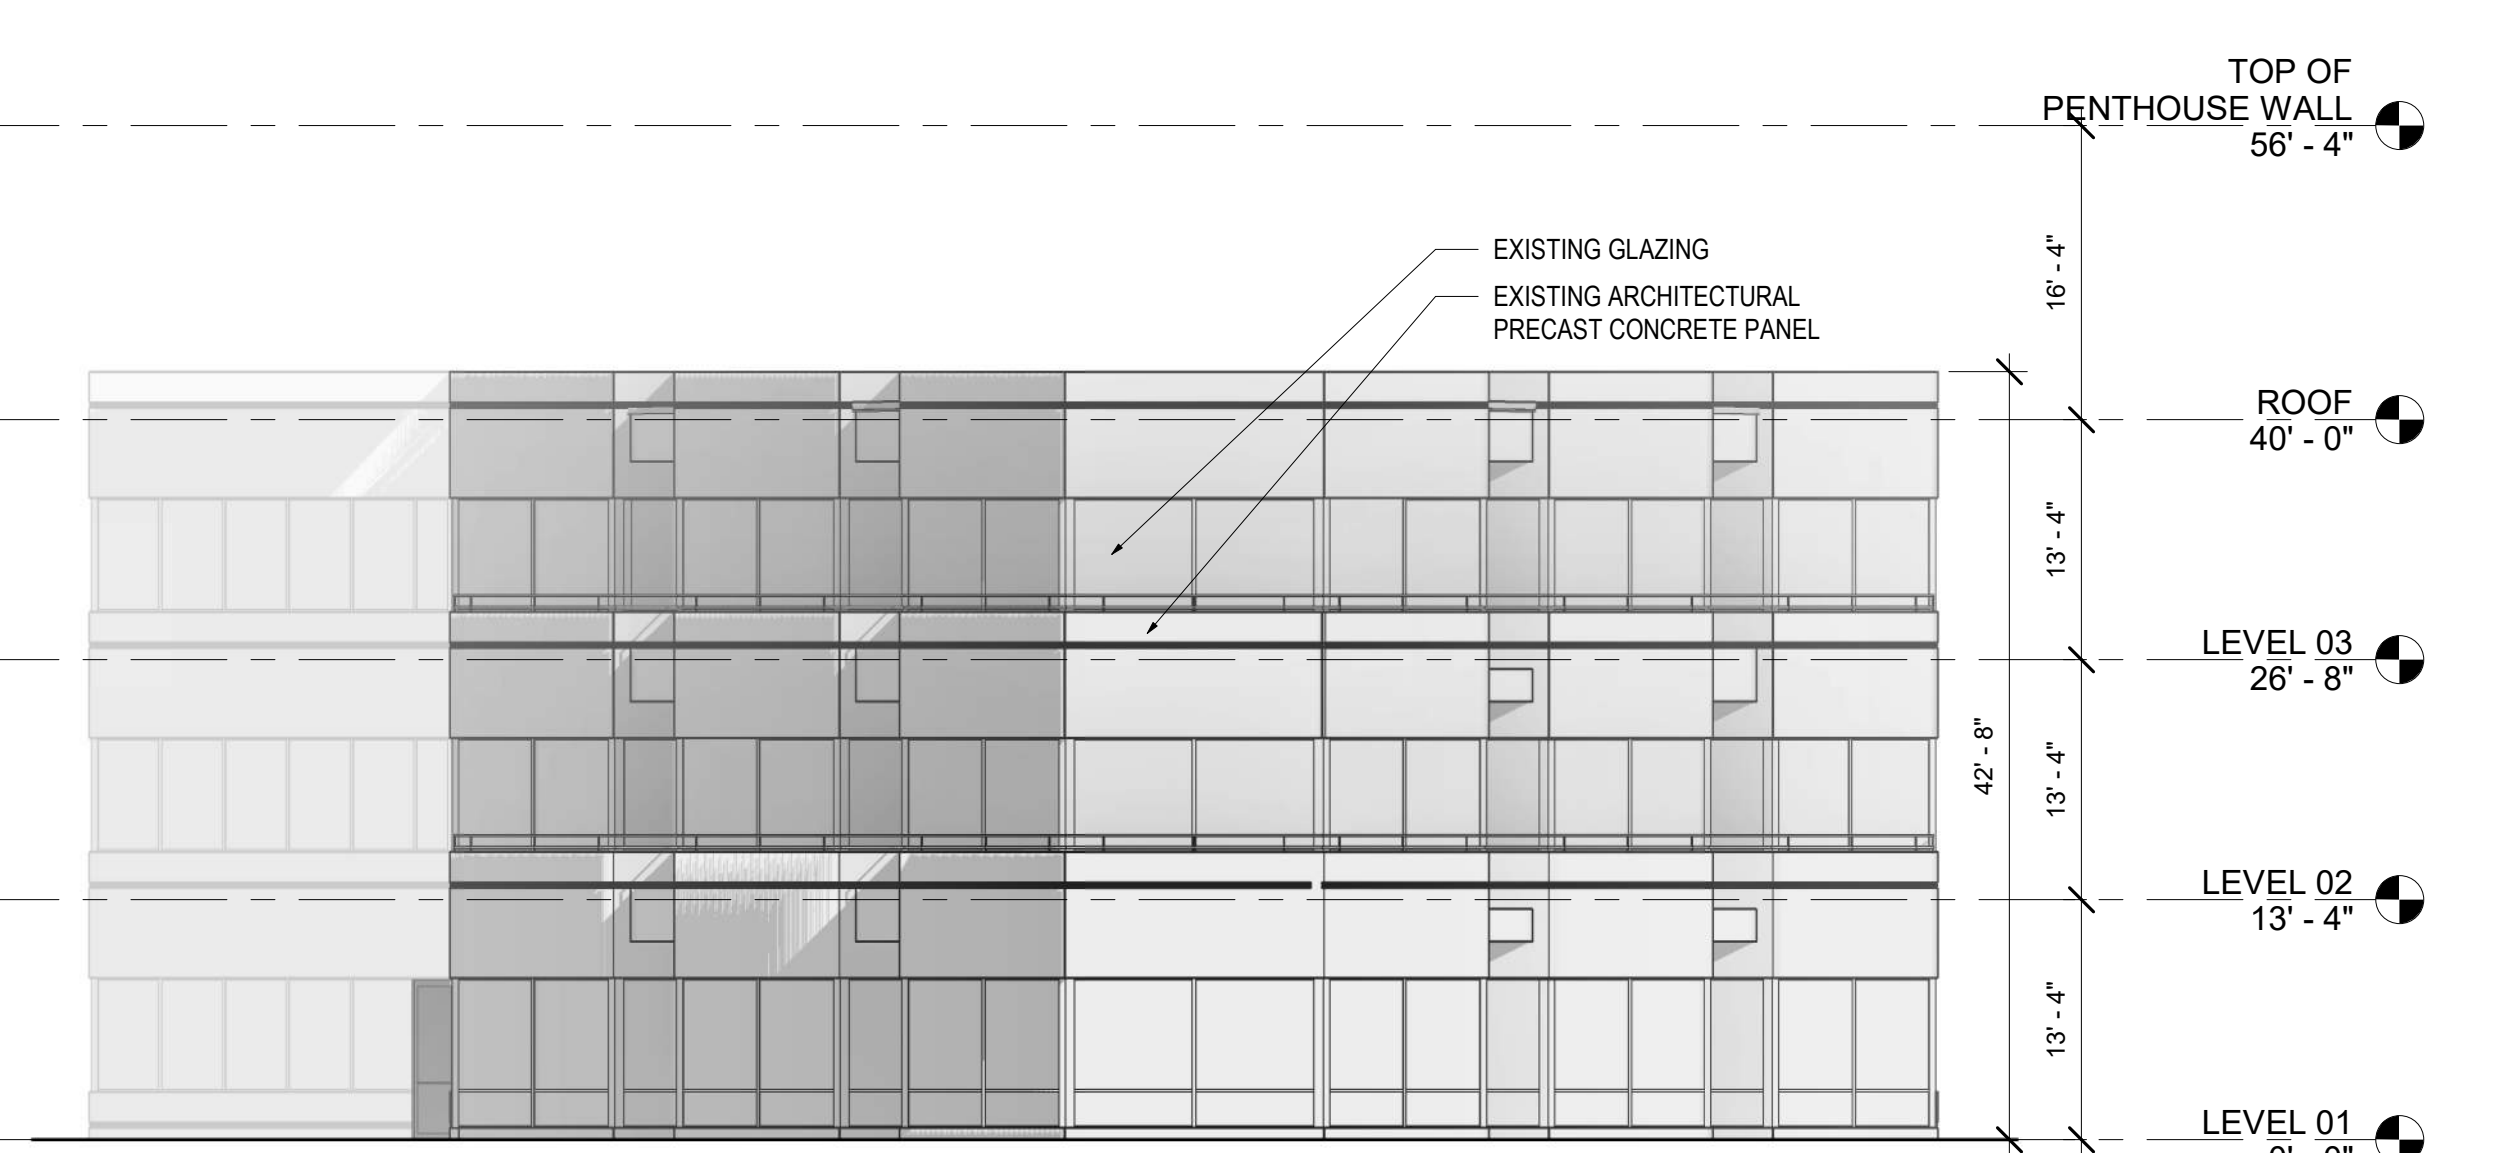 TOP OF
PENTHOUSE WALL
56' - 4"
EXISTING GLAZING
16' - 4"
EXISTING ARCHITECTURAL
PRECAST CONCRETE PANEL
ROOF
40' - 0"
13' - 4"
LEVEL 03
26' - 8"
42' - 8"
13' - 4"
LEVEL 02
13' - 4"
13' - 4"
LEVEL 01